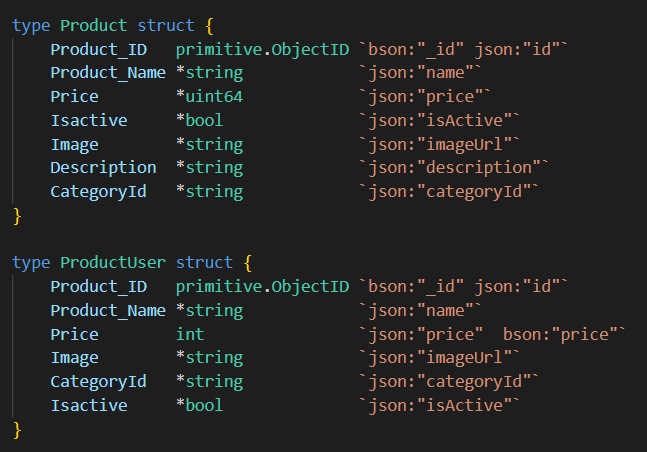 type Product struct {
    Product_ID   primitive.ObjectID `bson:"_id" json:"id"`
    Product_Name *string            `json:"name"`
    Price        *uint64            `json:"price"`
    Isactive     *bool              `json:"isActive"`
    Image        *string            `json:"imageUrl"`
    Description  *string            `json:"description"`
    CategoryId   *string            `json:"categoryId"`
}

type ProductUser struct {
    Product_ID   primitive.ObjectID `bson:"_id" json:"id"`
    Product_Name *string            `json:"name"`
    Price        int                `json:"price"  bson:"price"`
    Image        *string            `json:"imageUrl"`
    CategoryId   *string            `json:"categoryId"`
    Isactive     *bool              `json:"isActive"`
}